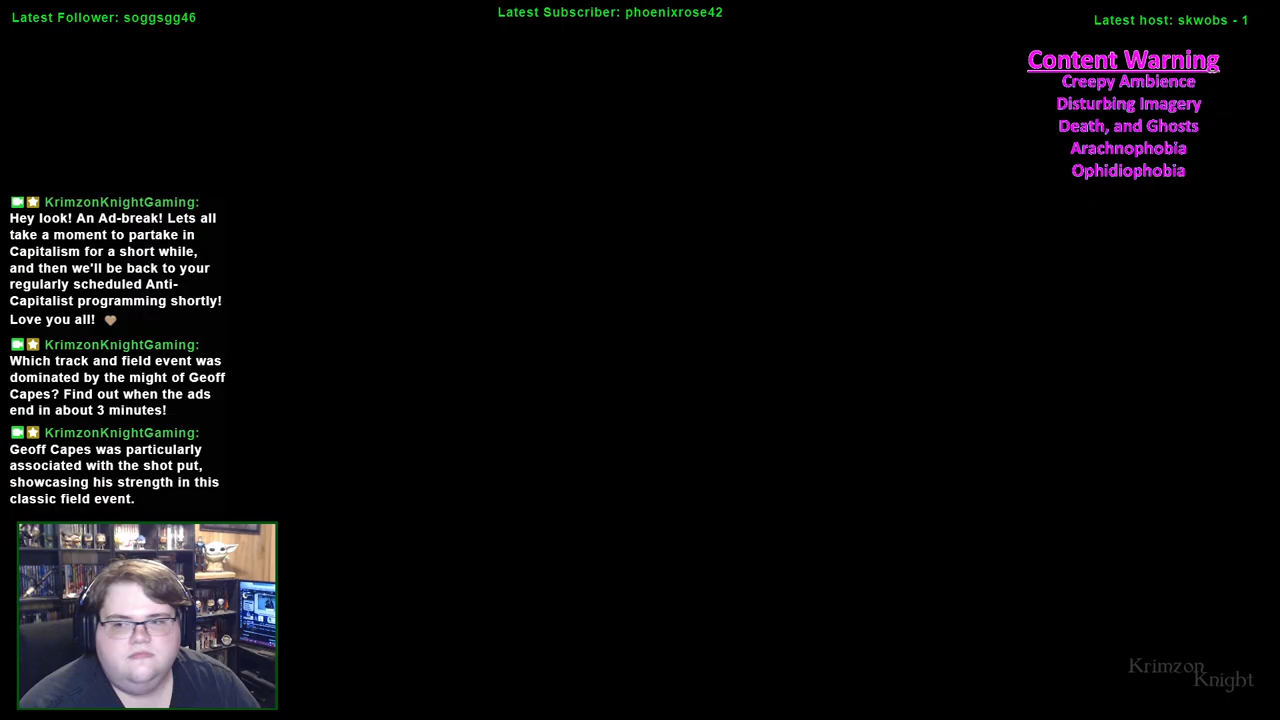 Latest Follower: soggsgg46
Latest Subscriber: phoenixrose42
Latest host: skwobs - 1
Content Warning
Creepy Ambience
Disturbing Imagery
Death, and Ghosts
Arachnophobia
Ophidiophobia
KrimzonKnightGaming:
Hey look! An Ad-break! Lets all
take a moment to partake in
Capitalism for a short while,
and then we'll be back to your
regularly scheduled Anti-
Capitalist programming shortly!
Love you all!
KrimzonKnightGaming:
Which track and field event was
dominated by the might of Geoff
Capes? Find out when the ads
end in about 3 minutes!
KrimzonKnightGaming:
Geoff Capes was particularly
associated with the shot put,
showcasing his strength in this
classic field event.
Krimzon
Knight